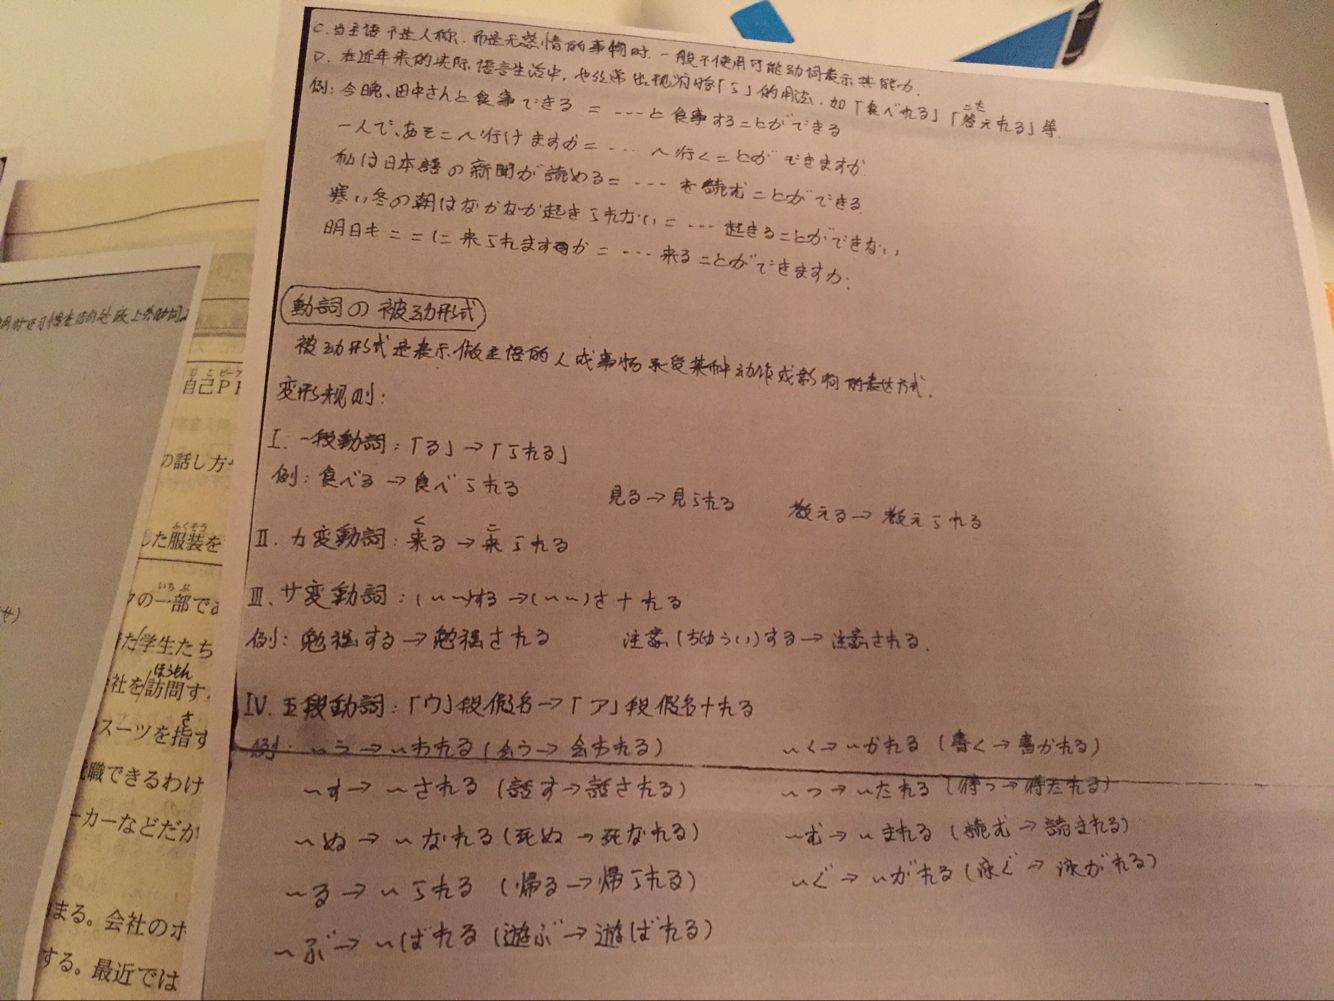 C. 当主语不是人称，而是无感情的事物时，一般不使用可能动词表示其能力。
D. 在近年来的实际语言生活中，也经常出现消除「ら」的用法，如「食べれる」「答えれる」等。
こた
例：今晩、田中さんと食事できる = ……と食事することができる
一人で、あそこへ行けますか = ……へ行くことができますか
私は日本語の新聞が読める = ……を読むことができる
寒い冬の朝はなかなか起きられない = ……起きることができない
明日もここに来られますか = ……来ることができますか。
動詞の被动形式
被动形式是表示做主语的人或事物承受某种动作或影响的表达方式。
变形规则：
I. 一段動詞：「る」→「られる」
例：食べる→食べられる 見る→見られる 教える→教えられる
く こ
II. カ変動詞：来る→来られる
III. サ変動詞：(〜〜)する→(〜〜)さ+れる
例：勉強する→勉強される 注意(ちゅうい)する→注意される。
IV. 五段動詞：「ウ」段假名→「ア」段假名+れる
例：〜う→〜われる (会う→会われる) 〜く→〜かれる (書く→書かれる)
〜す→〜される (話す→話される) 〜つ→〜たれる (待つ→待たれる)
〜ぬ→〜なれる (死ぬ→死なれる) 〜む→〜まれる (読む→読まれる)
〜る→〜られる (帰る→帰られる) 〜ぐ→〜がれる (泳ぐ→泳がれる)
〜ぶ→〜ばれる (遊ぶ→遊ばれる)
自己P
の話し方
ふくそう
した服装を
いちぶ
の一部で
学生たち
ほうもん
社を訪問す
さ
スーツを指す
職できるわけ
ーカーなどだが
まる。会社のホ
する。最近では